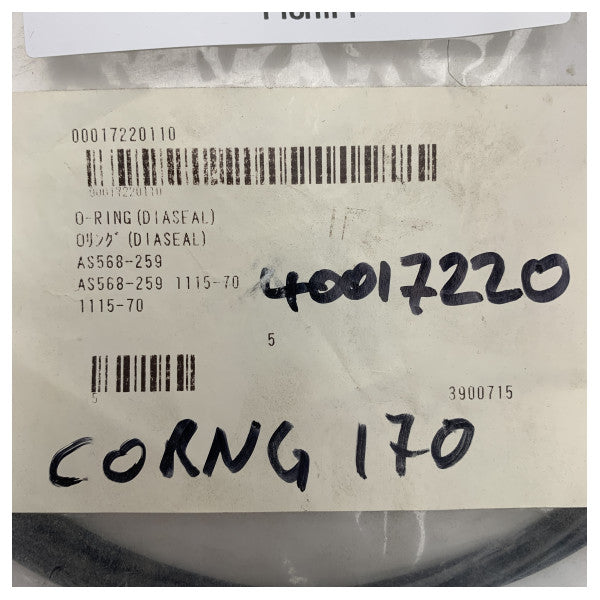 00017220110
00017220110
O-RING(DIASEAL)
Oリング(DIASEAL)
AS568-259
AS568-259 1115-70
1115-70
40017220
5
5
3900715
CORNG 170